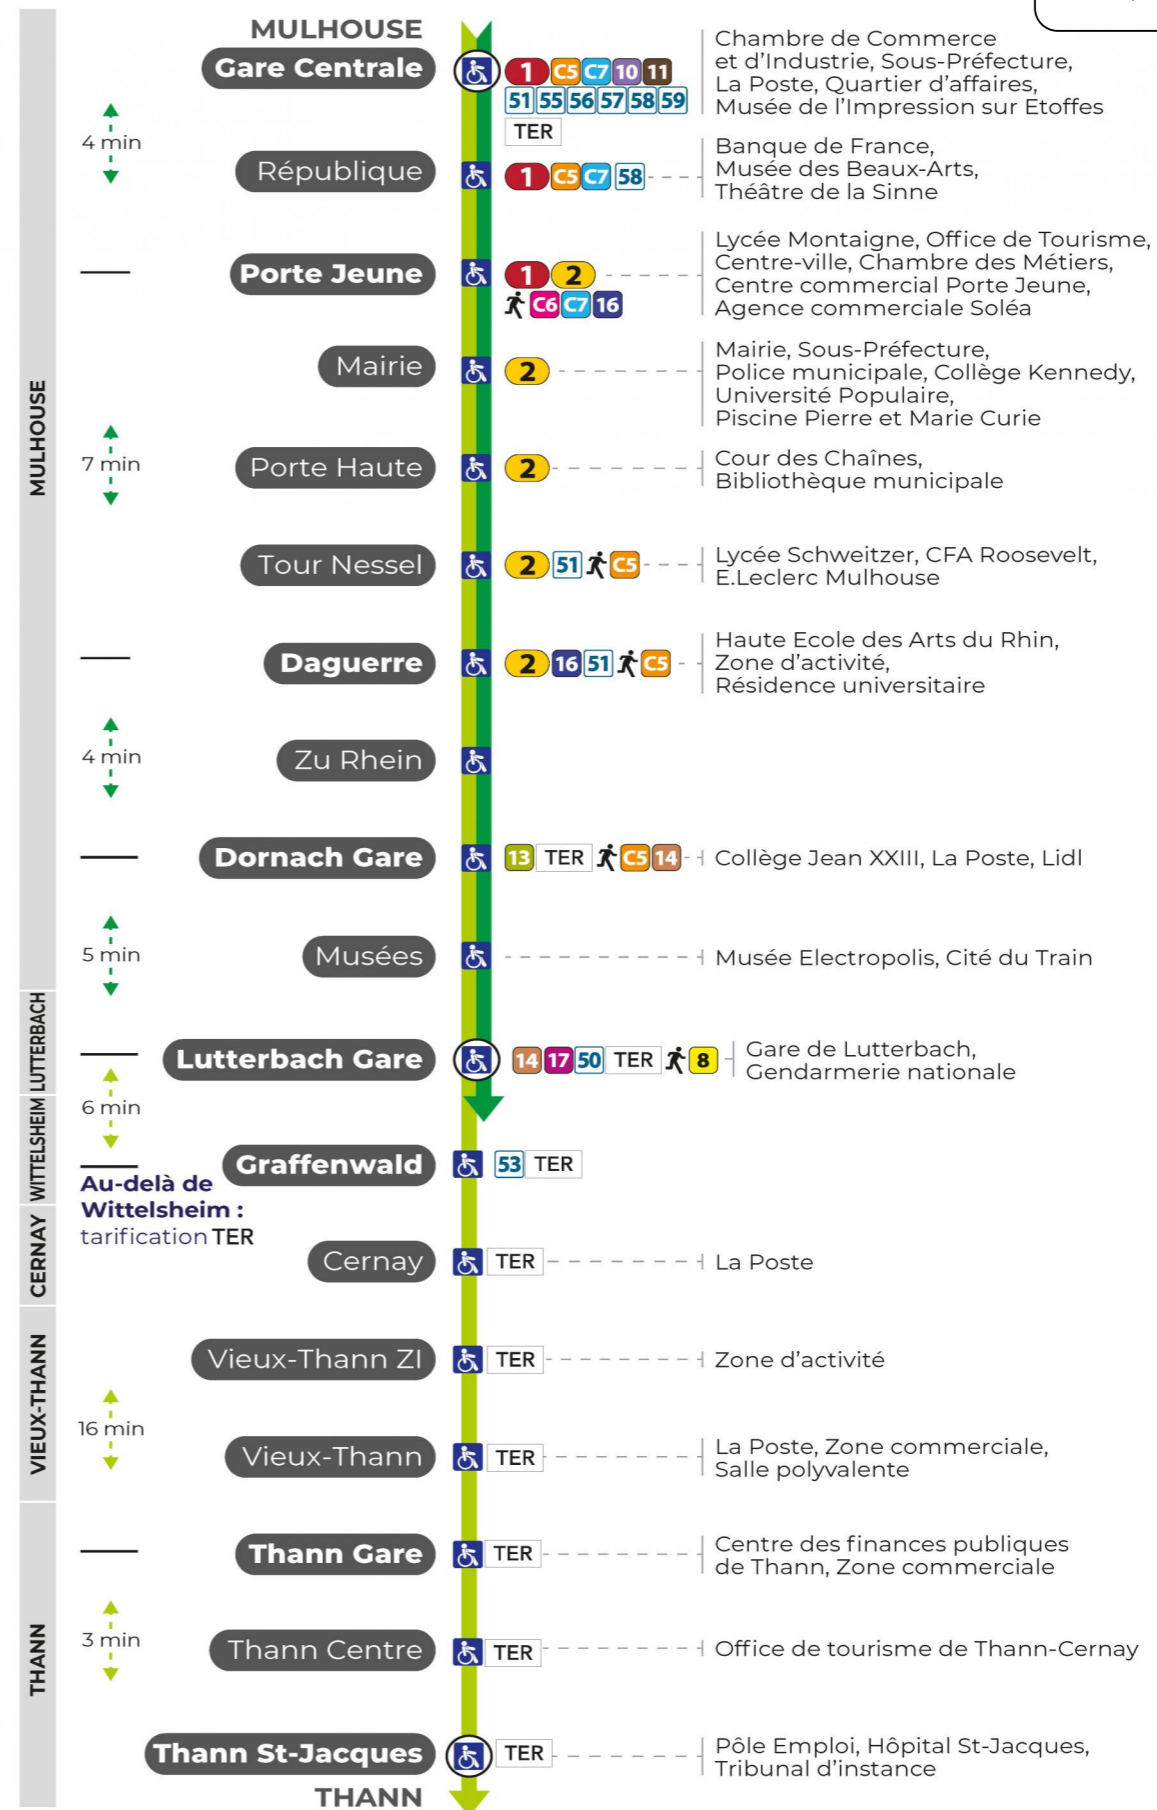 MULHOUSE
Gare Centrale
1 C5 C7 10 11
51 55 56 57 58 59
TER
Chambre de Commerce
et d'Industrie, Sous-Préfecture,
La Poste, Quartier d'affaires,
Musée de l'Impression sur Etoffes
4 min
République
1 C5 C7 58
Banque de France,
Musée des Beaux-Arts,
Théâtre de la Sinne
Porte Jeune
1 2
C6 C7 16
Lycée Montaigne, Office de Tourisme,
Centre-ville, Chambre des Métiers,
Centre commercial Porte Jeune,
Agence commerciale Soléa
Mairie
2
Mairie, Sous-Préfecture,
Police municipale, Collège Kennedy,
Université Populaire,
Piscine Pierre et Marie Curie
MULHOUSE
7 min
Porte Haute
2
Cour des Chaînes,
Bibliothèque municipale
Tour Nessel
2 51 C5
Lycée Schweitzer, CFA Roosevelt,
E.Leclerc Mulhouse
Daguerre
2 16 51 C5
Haute Ecole des Arts du Rhin,
Zone d'activité,
Résidence universitaire
4 min
Zu Rhein
Dornach Gare
13 TER C5 14
Collège Jean XXIII, La Poste, Lidl
5 min
Musées
Musée Electropolis, Cité du Train
LUTTERBACH
Lutterbach Gare
14 17 50 TER 8
Gare de Lutterbach,
Gendarmerie nationale
6 min
WITTELSHEIM
Graffenwald
53 TER
Au-delà de
Wittelsheim :
tarification TER
CERNAY
Cernay
TER
La Poste
VIEUX-THANN
Vieux-Thann ZI
TER
Zone d'activité
16 min
Vieux-Thann
TER
La Poste, Zone commerciale,
Salle polyvalente
Thann Gare
TER
Centre des finances publiques
de Thann, Zone commerciale
THANN
3 min
Thann Centre
TER
Office de tourisme de Thann-Cernay
Thann St-Jacques
TER
Pôle Emploi, Hôpital St-Jacques,
Tribunal d'instance
THANN